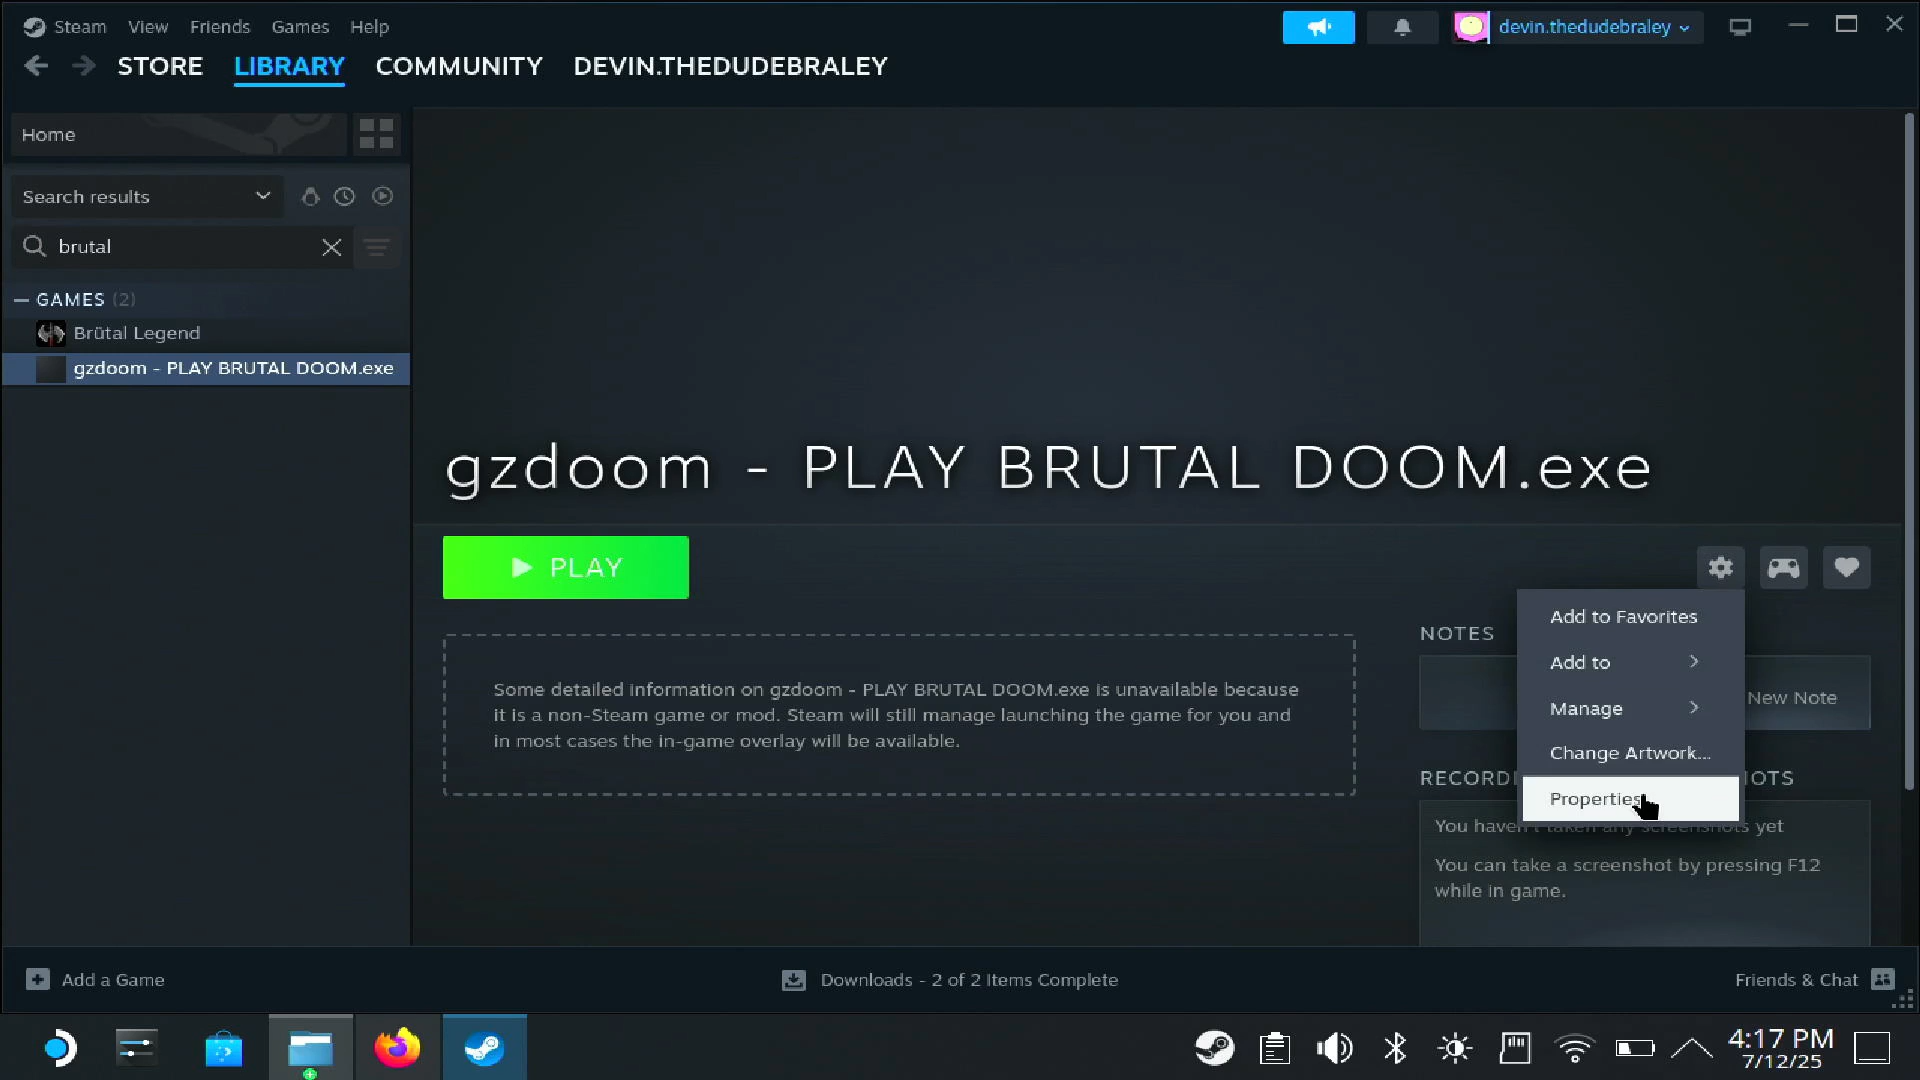 Steam View Friends Games Help
devin.thedudebraley
STORE LIBRARY COMMUNITY DEVIN.THEDUDEBRALEY
Home
Search results
brutal
GAMES (2)
Brütal Legend
gzdoom - PLAY BRUTAL DOOM.exe
gzdoom - PLAY BRUTAL DOOM.exe
PLAY
Some detailed information on gzdoom - PLAY BRUTAL DOOM.exe is unavailable because
it is a non-Steam game or mod. Steam will still manage launching the game for you and
in most cases the in-game overlay will be available.
Add to Favorites
Add to
Manage
Change Artwork...
Properties
NOTES
New Note
You haven't taken any screenshots yet
You can take a screenshot by pressing F12
while in game.
Add a Game
Downloads - 2 of 2 Items Complete
Friends & Chat
4:17 PM
7/12/25